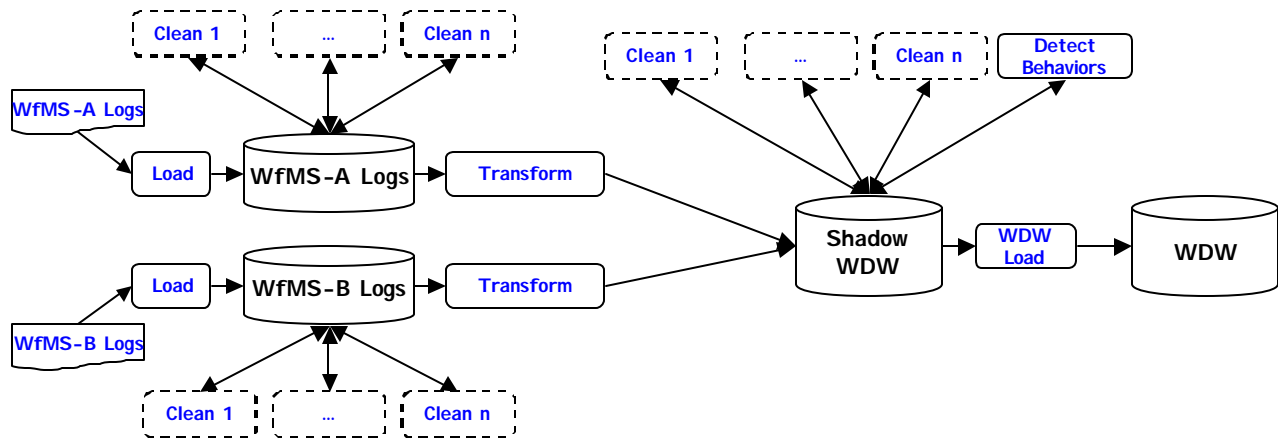 Clean 1
...
Clean n
Clean 1
...
Clean n
Detect
Behaviors
WfMS-A Logs
Load
WfMS-A Logs
Transform
Shadow
WDW
WDW
Load
WDW
Load
WfMS-B Logs
Transform
WfMS-B Logs
Clean 1
...
Clean n